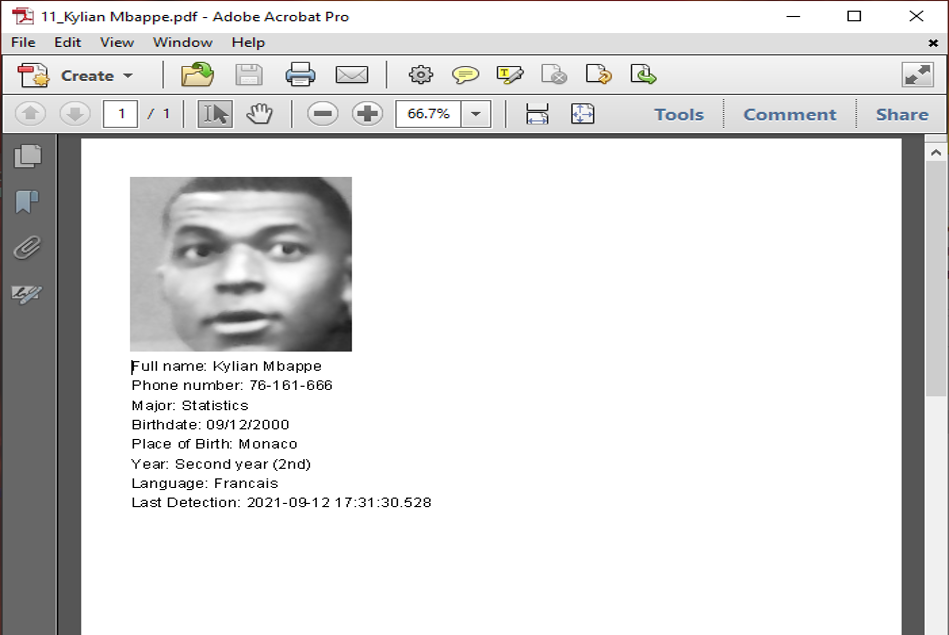 11_Kylian Mbappe.pdf - Adobe Acrobat Pro
File Edit View Window Help
Create
1 / 1 66.7% Tools Comment Share
Full name: Kylian Mbappe
Phone number: 76-161-666
Major: Statistics
Birthdate: 09/12/2000
Place of Birth: Monaco
Year: Second year (2nd)
Language: Francais
Last Detection: 2021-09-12 17:31:30.528